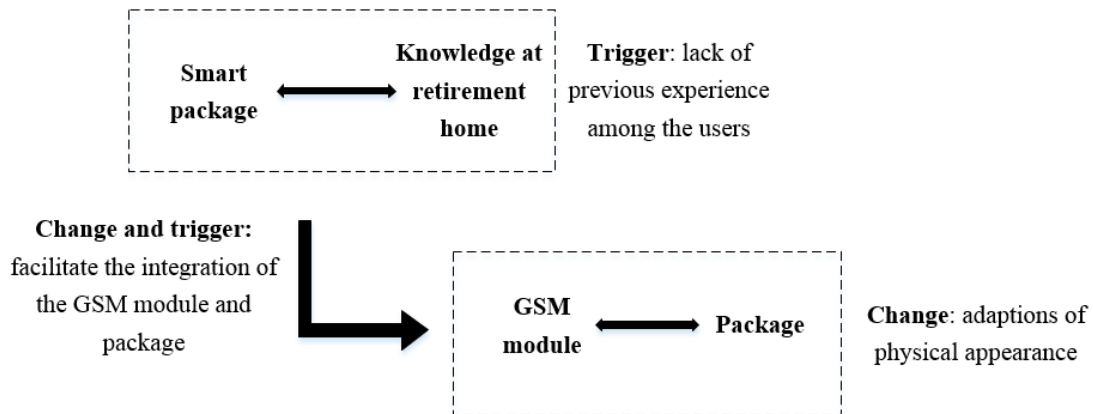 Smart
package
Knowledge at
retirement
home
Trigger: lack of
previous experience
among the users
Change and trigger:
facilitate the integration of
the GSM module and
package
GSM
module
Package
Change: adaptions of
physical appearance